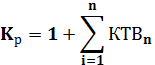 Kр = 1 + ∑ⁿᵢ₌₁ КТВₙ